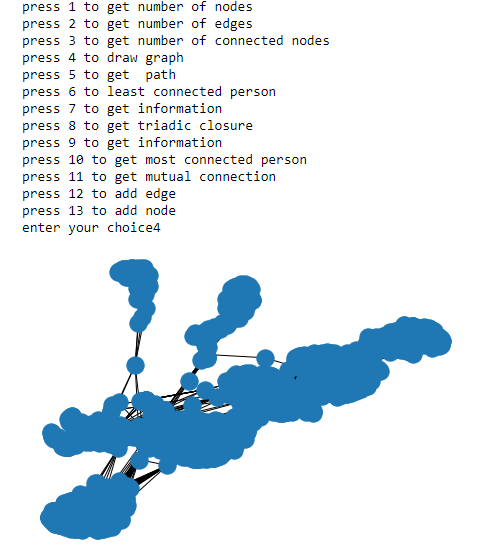 press 1 to get number of nodes
press 2 to get number of edges
press 3 to get number of connected nodes
press 4 to draw graph
press 5 to get  path
press 6 to least connected person
press 7 to get information
press 8 to get triadic closure
press 9 to get information
press 10 to get most connected person
press 11 to get mutual connection
press 12 to add edge
press 13 to add node
enter your choice4